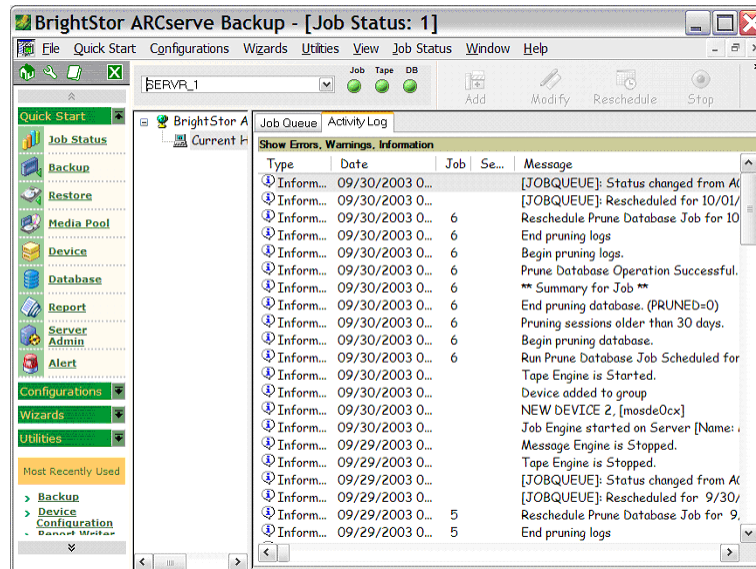 BrightStor ARCserve Backup - [Job Status: 1]
File Quick Start Configurations Wizards Utilities View Job Status Window Help
SERVR_1
Job Tape DB
Add Modify Reschedule Stop
Quick Start
Job Status
Backup
Restore
Media Pool
Device
Database
Report
Server
Admin
Alert
Configurations
Wizards
Utilities
Most Recently Used
Backup
Device
Configuration
Report Writer
BrightStor A
Current H
Job Queue Activity Log
Show Errors, Warnings, Information
Type Date Job Se... Message
Inform... 09/30/2003 0... [JOBQUEUE]: Status changed from AC
Inform... 09/30/2003 0... [JOBQUEUE]: Rescheduled for 10/01/
Inform... 09/30/2003 0... 6 Reschedule Prune Database Job for 10
Inform... 09/30/2003 0... 6 End pruning logs
Inform... 09/30/2003 0... 6 Begin pruning logs.
Inform... 09/30/2003 0... 6 Prune Database Operation Successful.
Inform... 09/30/2003 0... 6 ** Summary for Job **
Inform... 09/30/2003 0... 6 End pruning database. (PRUNED=0)
Inform... 09/30/2003 0... 6 Pruning sessions older than 30 days.
Inform... 09/30/2003 0... 6 Begin pruning database.
Inform... 09/30/2003 0... 6 Run Prune Database Job Scheduled for
Inform... 09/30/2003 0... Tape Engine is Started.
Inform... 09/30/2003 0... Device added to group
Inform... 09/30/2003 0... NEW DEVICE 2, [mosde0cx]
Inform... 09/30/2003 0... Job Engine started on Server [Name:
Inform... 09/29/2003 0... Message Engine is Stopped.
Inform... 09/29/2003 0... Tape Engine is Stopped.
Inform... 09/29/2003 0... [JOBQUEUE]: Status changed from AC
Inform... 09/29/2003 0... [JOBQUEUE]: Rescheduled for 9/30/
Inform... 09/29/2003 0... 5 Reschedule Prune Database Job for 9,
Inform... 09/29/2003 0... 5 End pruning logs